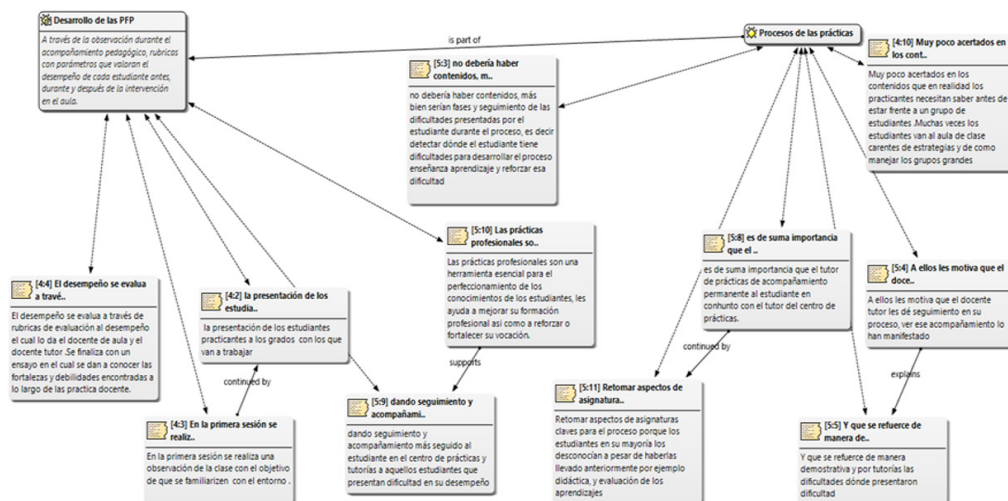 Desarrollo de las PFP
A través de la observación durante el
acompañamiento pedagógico, rubricas
con parámetros que valoran el
desempeño de cada estudiante antes,
durante y después de la intervención
en el aula.
is part of
Procesos de las prácticas
[5:3] no debería haber
contenidos, m..
no debería haber contenidos, más
bien serían fases y seguimiento de las
dificultades presentadas por el
estudiante durante el proceso, es decir
detectar dónde el estudiante tiene
dificultades para desarrollar el proceso
enseñanza aprendizaje y reforzar esa
dificultad
[4:10] Muy poco acertados en
los cont..
Muy poco acertados en los
contenidos que en realidad los
practicantes necesitan saber antes de
estar frente a un grupo de
estudiantes .Muchas veces los
estudiantes van al aula de clase
carentes de estrategias y de como
manejar los grupos grandes
[4:4] El desempeño se evalua
a travé..
El desempeño se evalua a través de
rubricas de evaluación al desempeño
el cual lo da el docente de aula y el
docente tutor .Se finaliza con un
ensayo en el cual se dan a conocer las
fortalezas y debilidades encontradas a
lo largo de las practica docente.
[4:2] la presentación de los
estudia..
la presentación de los estudiantes
practicantes a los grados con los que
van a trabajar
continued by
[4:3] En la primera sesión se
realiz..
En la primera sesión se realiza una
observación de la clase con el objetivo
de que se familiarizen con el entorno .
[5:10] Las prácticas
profesionales so..
Las prácticas profesionales son una
herramienta esencial para el
perfeccionamiento de los
conocimientos de los estudiantes, les
ayuda a mejorar su formación
profesional asi como a reforzar o
fortalecer su vocación.
supports
[5:9] dando seguimiento y
acompañami..
dando seguimiento y
acompañamiento más seguido al
estudiante en el centro de prácticas y
tutorías a aquellos estudiantes que
presentan dificultad en su desempeño
[5:8] es de suma importancia
que el ..
es de suma importancia que el tutor
de prácticas de acompañamiento
permanente al estudiante en
conhunto con el tutor del centro de
prácticas.
continued by
[5:11] Retomar aspectos de
asignatura..
Retomar aspectos de asignaturas
claves para el proceso porque los
estudiantes en su mayoría los
desconocían a pesar de haberlas
llevado anteriormente por ejemplo
didáctica, y evaluación de los
aprendizajes
[5:4] A ellos les motiva que el
doce..
A ellos les motiva que el docente
tutor les dé seguimiento en su
proceso, ver ese acompañamiento lo
han manifestado
explains
[5:5] Y que se refuerce de
manera de..
Y que se refuerce de manera
demostrativa y por tutorías las
dificultades dónde presentaron
dificultad